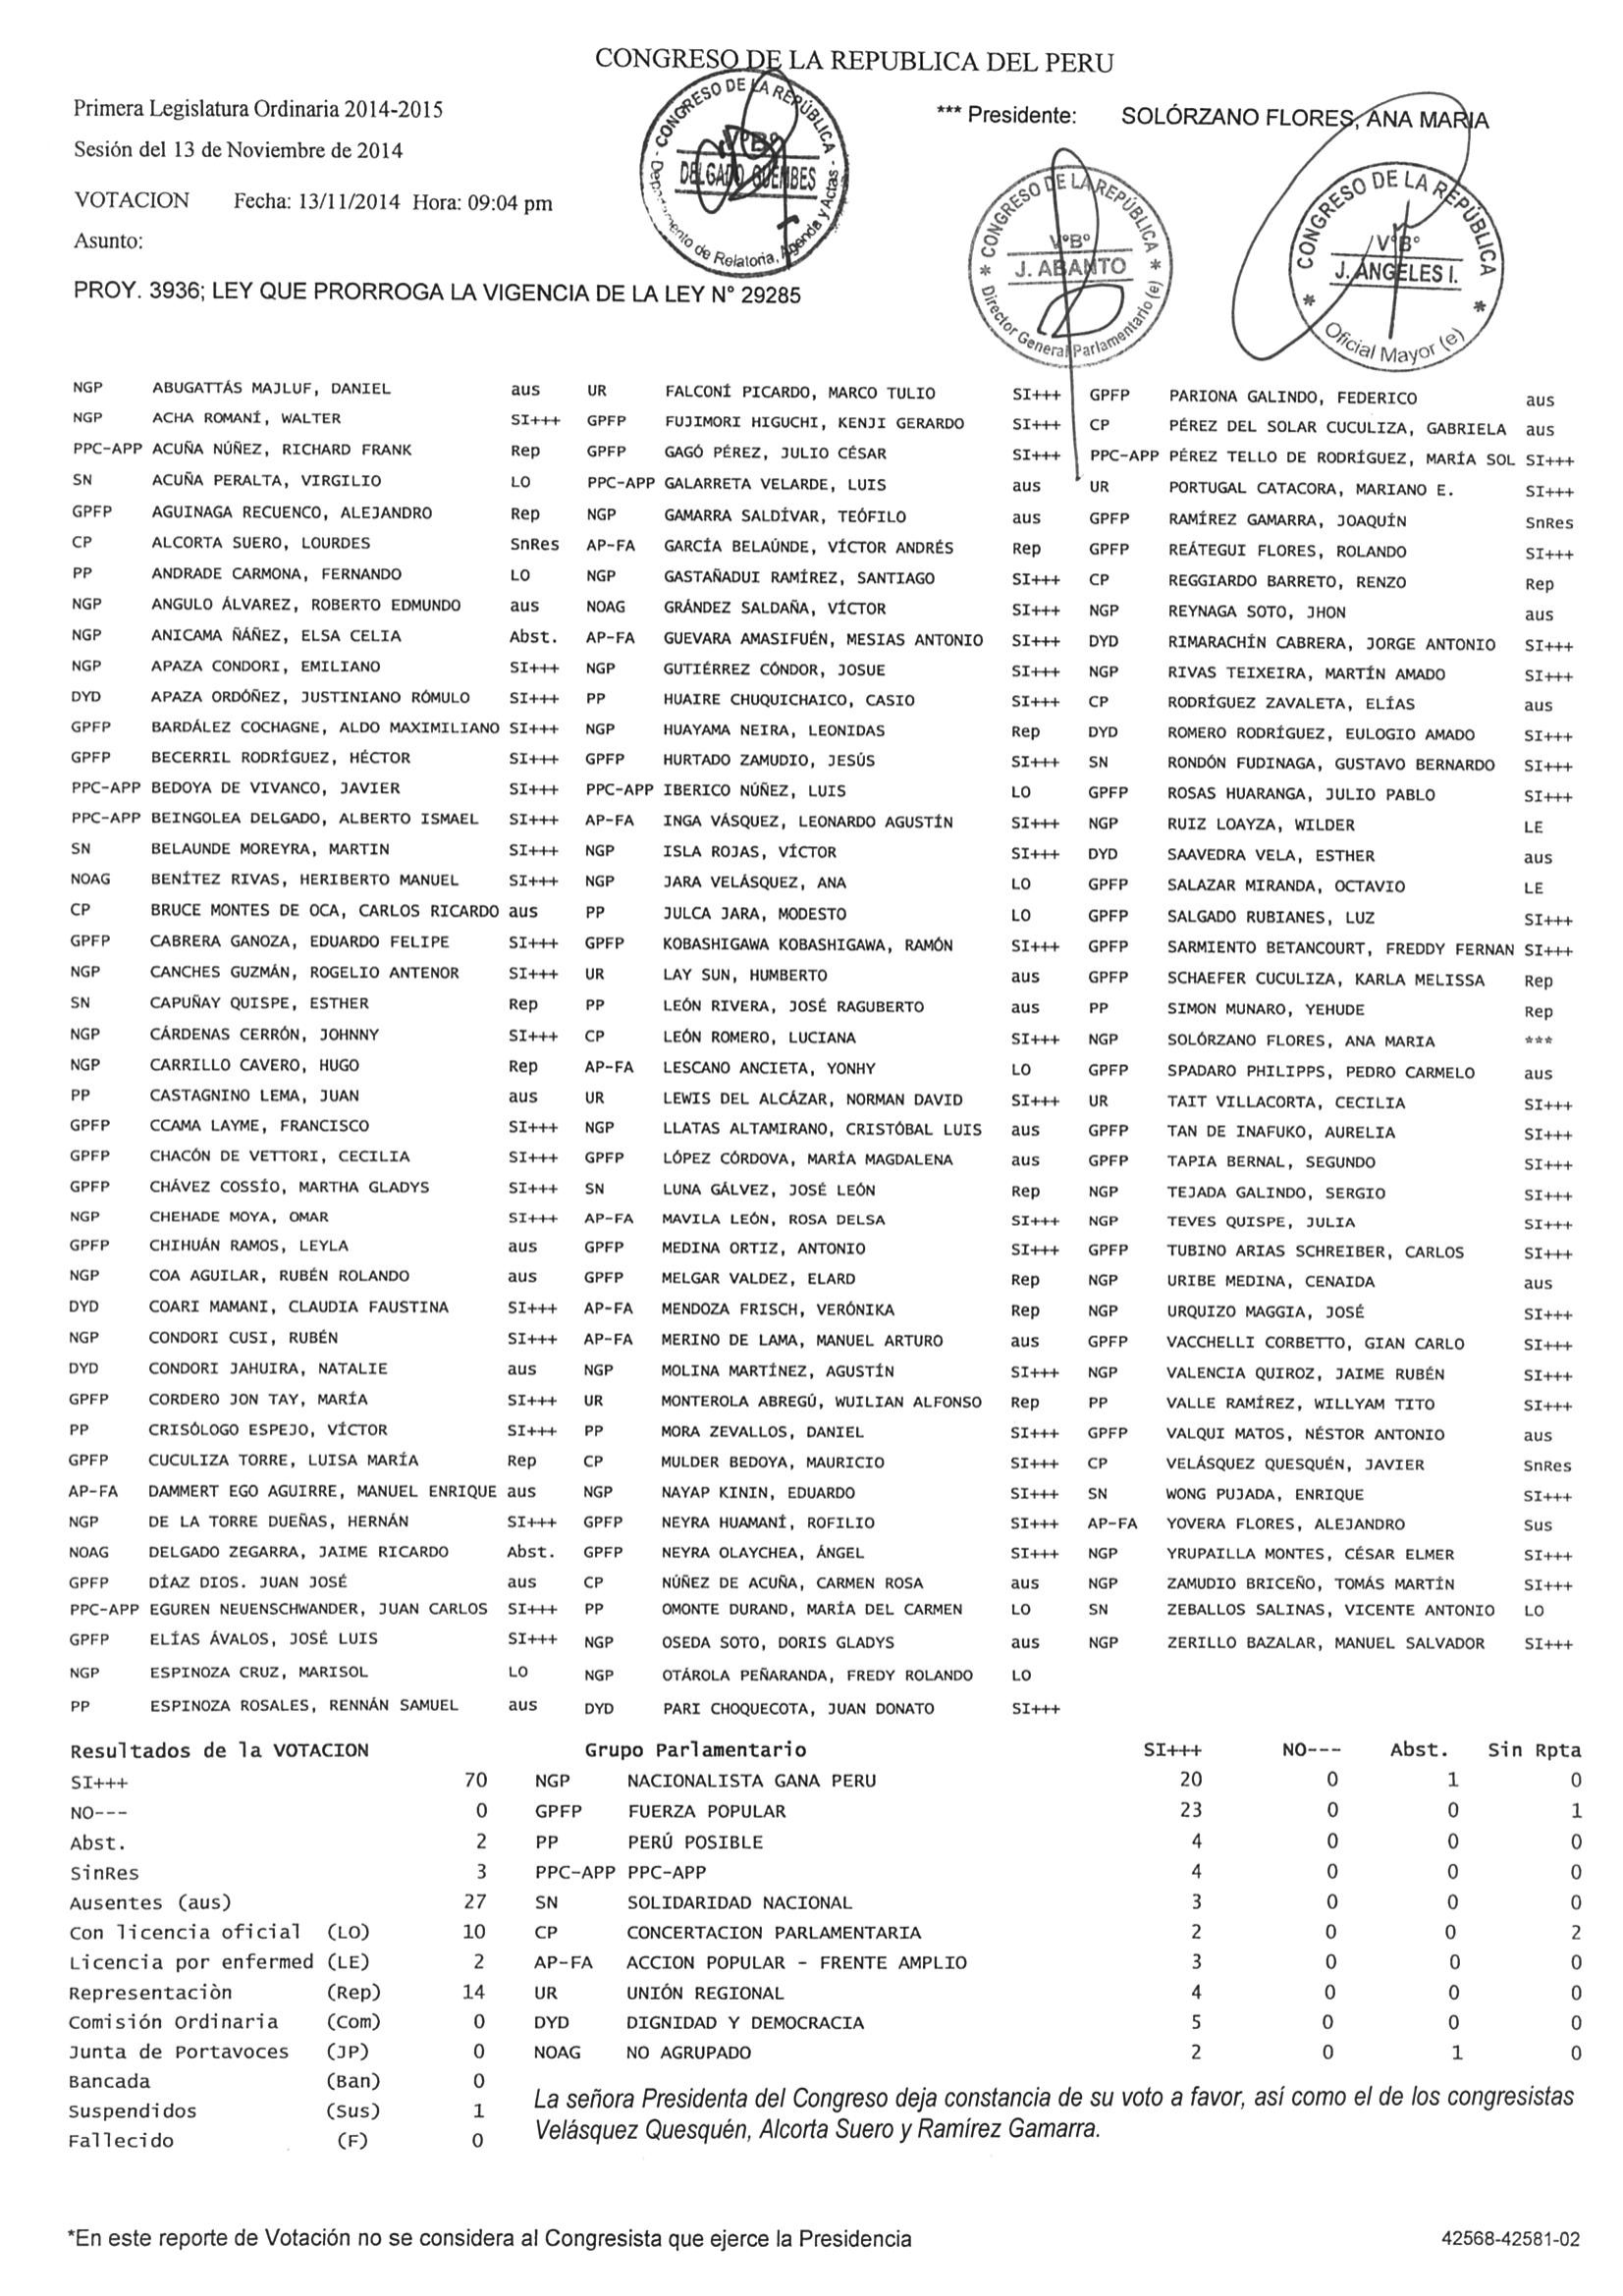 CONGRESO DE LA REPUBLICA DEL PERU
Primera Legislatura Ordinaria 2014-2015
*** Presidente: SOLÓRZANO FLORES, ANA MARIA
Sesión del 13 de Noviembre de 2014
VOTACION Fecha: 13/11/2014 Hora: 09:04 pm
Asunto:
PROY. 3936; LEY QUE PRORROGA LA VIGENCIA DE LA LEY N° 29285
CONGRESO DE LA REPÚBLICA
V°B°
DELGADO GUEMBES
Departamento de Relatoria, Agenda y Actas
CONGRESO DE LA REPÚBLICA
V°B°
J. ABANTO
Director General Parlamentario (e)
CONGRESO DE LA REPÚBLICA
V°B°
J. ANGELES I.
Oficial Mayor (e)
NGP ABUGATTÁS MAJLUF, DANIEL aus UR FALCONÍ PICARDO, MARCO TULIO SI+++ GPFP PARIONA GALINDO, FEDERICO aus
NGP ACHA ROMANÍ, WALTER SI+++ GPFP FUJIMORI HIGUCHI, KENJI GERARDO SI+++ CP PÉREZ DEL SOLAR CUCULIZA, GABRIELA aus
PPC-APP ACUÑA NÚÑEZ, RICHARD FRANK Rep GPFP GAGÓ PÉREZ, JULIO CÉSAR SI+++ PPC-APP PÉREZ TELLO DE RODRÍGUEZ, MARÍA SOL SI+++
SN ACUÑA PERALTA, VIRGILIO LO PPC-APP GALARRETA VELARDE, LUIS aus UR PORTUGAL CATACORA, MARIANO E. SI+++
GPFP AGUINAGA RECUENCO, ALEJANDRO Rep NGP GAMARRA SALDÍVAR, TEÓFILO aus GPFP RAMÍREZ GAMARRA, JOAQUÍN SnRes
CP ALCORTA SUERO, LOURDES SnRes AP-FA GARCÍA BELAÚNDE, VÍCTOR ANDRÉS Rep GPFP REÁTEGUI FLORES, ROLANDO SI+++
PP ANDRADE CARMONA, FERNANDO LO NGP GASTAÑADUI RAMÍREZ, SANTIAGO SI+++ CP REGGIARDO BARRETO, RENZO Rep
NGP ANGULO ÁLVAREZ, ROBERTO EDMUNDO aus NOAG GRÁNDEZ SALDAÑA, VÍCTOR SI+++ NGP REYNAGA SOTO, JHON aus
NGP ANICAMA ÑÁÑEZ, ELSA CELIA Abst. AP-FA GUEVARA AMASIFUÉN, MESIAS ANTONIO SI+++ DYD RIMARACHÍN CABRERA, JORGE ANTONIO SI+++
NGP APAZA CONDORI, EMILIANO SI+++ NGP GUTIÉRREZ CÓNDOR, JOSUE SI+++ NGP RIVAS TEIXEIRA, MARTÍN AMADO SI+++
DYD APAZA ORDÓÑEZ, JUSTINIANO RÓMULO SI+++ PP HUAIRE CHUQUICHAICO, CASIO SI+++ CP RODRÍGUEZ ZAVALETA, ELÍAS aus
GPFP BARDÁLEZ COCHAGNE, ALDO MAXIMILIANO SI+++ NGP HUAYAMA NEIRA, LEONIDAS Rep DYD ROMERO RODRÍGUEZ, EULOGIO AMADO SI+++
GPFP BECERRIL RODRÍGUEZ, HÉCTOR SI+++ GPFP HURTADO ZAMUDIO, JESÚS SI+++ SN RONDÓN FUDINAGA, GUSTAVO BERNARDO SI+++
PPC-APP BEDOYA DE VIVANCO, JAVIER SI+++ PPC-APP IBERICO NÚÑEZ, LUIS LO GPFP ROSAS HUARANGA, JULIO PABLO SI+++
PPC-APP BEINGOLEA DELGADO, ALBERTO ISMAEL SI+++ AP-FA INGA VÁSQUEZ, LEONARDO AGUSTÍN SI+++ NGP RUIZ LOAYZA, WILDER LE
SN BELAUNDE MOREYRA, MARTIN SI+++ NGP ISLA ROJAS, VÍCTOR SI+++ DYD SAAVEDRA VELA, ESTHER aus
NOAG BENÍTEZ RIVAS, HERIBERTO MANUEL SI+++ NGP JARA VELÁSQUEZ, ANA LO GPFP SALAZAR MIRANDA, OCTAVIO LE
CP BRUCE MONTES DE OCA, CARLOS RICARDO aus PP JULCA JARA, MODESTO LO GPFP SALGADO RUBIANES, LUZ SI+++
GPFP CABRERA GANOZA, EDUARDO FELIPE SI+++ GPFP KOBASHIGAWA KOBASHIGAWA, RAMÓN SI+++ GPFP SARMIENTO BETANCOURT, FREDDY FERNAN SI+++
NGP CANCHES GUZMÁN, ROGELIO ANTENOR SI+++ UR LAY SUN, HUMBERTO aus GPFP SCHAEFER CUCULIZA, KARLA MELISSA Rep
SN CAPUÑAY QUISPE, ESTHER Rep PP LEÓN RIVERA, JOSÉ RAGUBERTO aus PP SIMON MUNARO, YEHUDE Rep
NGP CÁRDENAS CERRÓN, JOHNNY SI+++ CP LEÓN ROMERO, LUCIANA SI+++ NGP SOLÓRZANO FLORES, ANA MARIA ***
NGP CARRILLO CAVERO, HUGO Rep AP-FA LESCANO ANCIETA, YONHY LO GPFP SPADARO PHILIPPS, PEDRO CARMELO aus
PP CASTAGNINO LEMA, JUAN aus UR LEWIS DEL ALCÁZAR, NORMAN DAVID SI+++ UR TAIT VILLACORTA, CECILIA SI+++
GPFP CCAMA LAYME, FRANCISCO SI+++ NGP LLATAS ALTAMIRANO, CRISTÓBAL LUIS aus GPFP TAN DE INAFUKO, AURELIA SI+++
GPFP CHACÓN DE VETTORI, CECILIA SI+++ GPFP LÓPEZ CÓRDOVA, MARÍA MAGDALENA aus GPFP TAPIA BERNAL, SEGUNDO SI+++
GPFP CHÁVEZ COSSÍO, MARTHA GLADYS SI+++ SN LUNA GÁLVEZ, JOSÉ LEÓN Rep NGP TEJADA GALINDO, SERGIO SI+++
NGP CHEHADE MOYA, OMAR SI+++ AP-FA MAVILA LEÓN, ROSA DELSA SI+++ NGP TEVES QUISPE, JULIA SI+++
GPFP CHIHUÁN RAMOS, LEYLA aus GPFP MEDINA ORTIZ, ANTONIO SI+++ GPFP TUBINO ARIAS SCHREIBER, CARLOS SI+++
NGP COA AGUILAR, RUBÉN ROLANDO aus GPFP MELGAR VALDEZ, ELARD Rep NGP URIBE MEDINA, CENAIDA aus
DYD COARI MAMANI, CLAUDIA FAUSTINA SI+++ AP-FA MENDOZA FRISCH, VERÓNIKA Rep NGP URQUIZO MAGGIA, JOSÉ SI+++
NGP CONDORI CUSI, RUBÉN SI+++ AP-FA MERINO DE LAMA, MANUEL ARTURO aus GPFP VACCHELLI CORBETTO, GIAN CARLO SI+++
DYD CONDORI JAHUIRA, NATALIE aus NGP MOLINA MARTÍNEZ, AGUSTÍN SI+++ NGP VALENCIA QUIROZ, JAIME RUBÉN SI+++
GPFP CORDERO JON TAY, MARÍA SI+++ UR MONTEROLA ABREGÚ, WUILIAN ALFONSO Rep PP VALLE RAMÍREZ, WILLYAM TITO SI+++
PP CRISÓLOGO ESPEJO, VÍCTOR SI+++ PP MORA ZEVALLOS, DANIEL SI+++ GPFP VALQUI MATOS, NÉSTOR ANTONIO aus
GPFP CUCULIZA TORRE, LUISA MARÍA Rep CP MULDER BEDOYA, MAURICIO SI+++ CP VELÁSQUEZ QUESQUÉN, JAVIER SnRes
AP-FA DAMMERT EGO AGUIRRE, MANUEL ENRIQUE aus NGP NAYAP KININ, EDUARDO SI+++ SN WONG PUJADA, ENRIQUE SI+++
NGP DE LA TORRE DUEÑAS, HERNÁN SI+++ GPFP NEYRA HUAMANÍ, ROFILIO SI+++ AP-FA YOVERA FLORES, ALEJANDRO Sus
NOAG DELGADO ZEGARRA, JAIME RICARDO Abst. GPFP NEYRA OLAYCHEA, ÁNGEL SI+++ NGP YRUPAILLA MONTES, CÉSAR ELMER SI+++
GPFP DÍAZ DIOS. JUAN JOSÉ aus CP NÚÑEZ DE ACUÑA, CARMEN ROSA aus NGP ZAMUDIO BRICEÑO, TOMÁS MARTÍN SI+++
PPC-APP EGUREN NEUENSCHWANDER, JUAN CARLOS SI+++ PP OMONTE DURAND, MARÍA DEL CARMEN LO SN ZEBALLOS SALINAS, VICENTE ANTONIO LO
GPFP ELÍAS ÁVALOS, JOSÉ LUIS SI+++ NGP OSEDA SOTO, DORIS GLADYS aus NGP ZERILLO BAZALAR, MANUEL SALVADOR SI+++
NGP ESPINOZA CRUZ, MARISOL LO NGP OTÁROLA PEÑARANDA, FREDY ROLANDO LO
PP ESPINOZA ROSALES, RENNÁN SAMUEL aus DYD PARI CHOQUECOTA, JUAN DONATO SI+++
Resultados de la VOTACION Grupo Parlamentario SI+++ NO--- Abst. Sin Rpta
SI+++ 70 NGP NACIONALISTA GANA PERU 20 0 1 0
NO--- 0 GPFP FUERZA POPULAR 23 0 0 1
Abst. 2 PP PERÚ POSIBLE 4 0 0 0
SinRes 3 PPC-APP PPC-APP 4 0 0 0
Ausentes (aus) 27 SN SOLIDARIDAD NACIONAL 3 0 0 0
Con licencia oficial (LO) 10 CP CONCERTACION PARLAMENTARIA 2 0 0 2
Licencia por enfermed (LE) 2 AP-FA ACCION POPULAR - FRENTE AMPLIO 3 0 0 0
Representaciòn (Rep) 14 UR UNIÓN REGIONAL 4 0 0 0
Comisión Ordinaria (Com) 0 DYD DIGNIDAD Y DEMOCRACIA 5 0 0 0
Junta de Portavoces (JP) 0 NOAG NO AGRUPADO 2 0 1 0
Bancada (Ban) 0
Suspendidos (Sus) 1
Fallecido (F) 0
La señora Presidenta del Congreso deja constancia de su voto a favor, así como el de los congresistas
Velásquez Quesquén, Alcorta Suero y Ramírez Gamarra.
*En este reporte de Votación no se considera al Congresista que ejerce la Presidencia 42568-42581-02